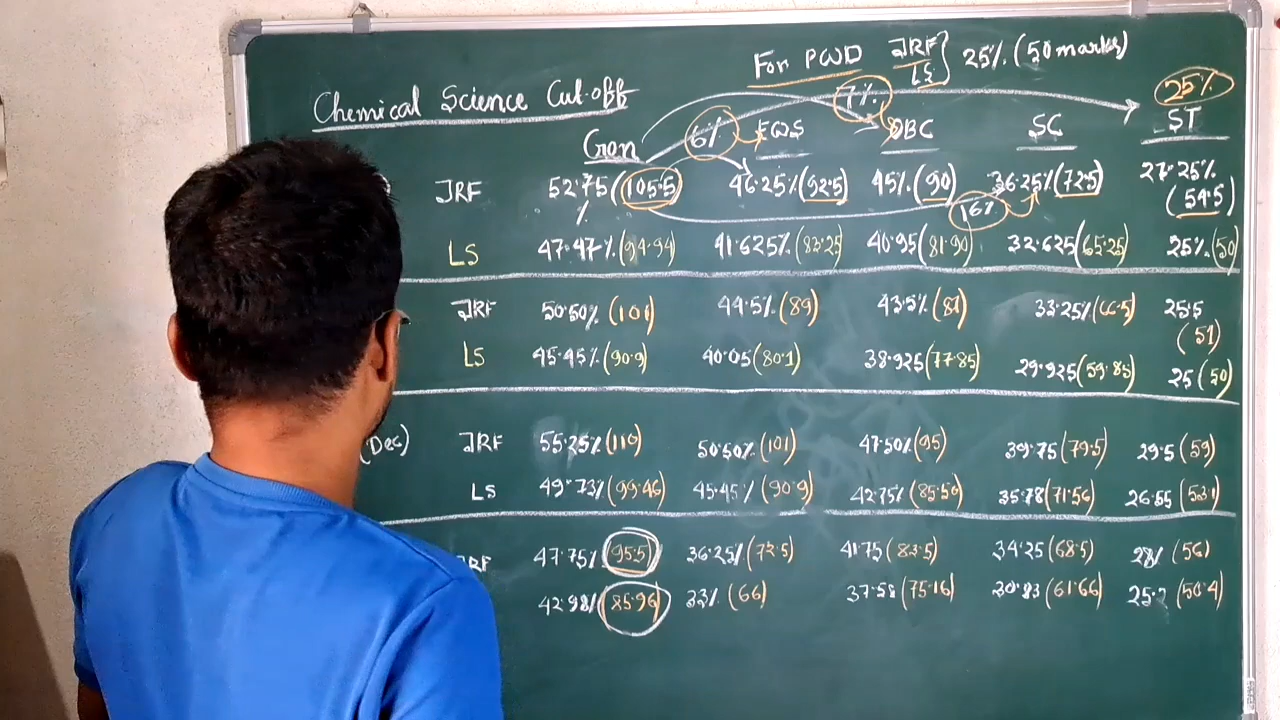 For PWD JRF LS } 25% (50 marks)
Chemical Science Cut-off
Gen 6% EWS 7% OBC SC 25% ST
JRF 52.75 % (105.5) 46.25% (92.5) 45% (90) 36.25% (72.5) 27.25% (54.5)
16%
LS 47.47% (94.94) 41.625% (83.25) 40.95 (81.90) 32.625 (65.25) 25% (50)
JRF 50.50% (101) 44.5% (89) 43.5% (87) 33.25% (66.5) 25.5 (51)
LS 45.45% (90.9) 40.05 (80.1) 38.925 (77.85) 29.925 (59.85) 25 (50)
(Dec) JRF 55.25% (110) 50.50% (101) 47.50% (95) 39.75 (79.5) 29.5 (59)
LS 49.73% (99.46) 45.45% (90.9) 42.75% (85.50) 35.78 (71.56) 26.55 (53.1)
JRF 47.75% (95.5) 36.25% (72.5) 41.75 (83.5) 34.25 (68.5) 28% (56)
42.98% (85.96) 33% (66) 37.58 (75.16) 30.83 (61.66) 25.2 (50.4)